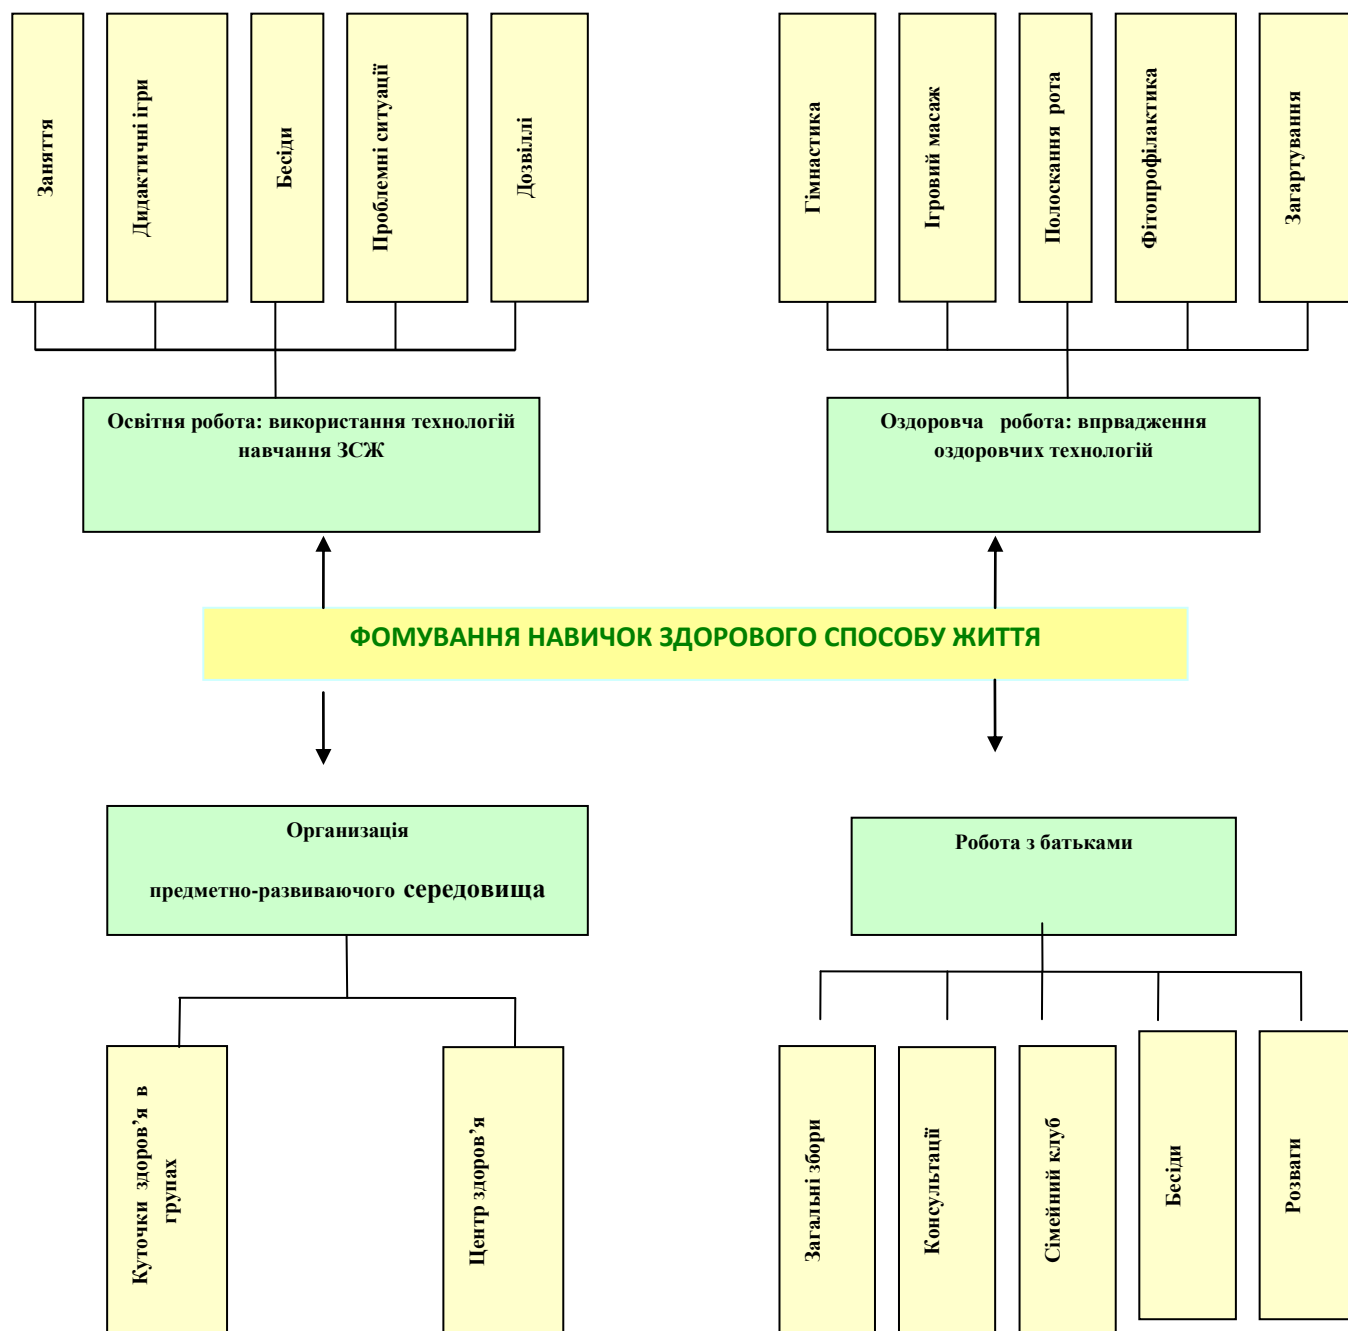 Заняття
Дидактичні ігри
Бесіди
Проблемні ситуації
Дозвіллі
Гімнастика
Ігровий масаж
Полоскання рота
Фітопрофілактика
Загартування
Освітня робота: використання технологій
навчання ЗСЖ
Оздоровча робота: впрвадження
оздоровчих технологій
ФОМУВАННЯ НАВИЧОК ЗДОРОВОГО СПОСОБУ ЖИТТЯ
Организація
предметно-развиваючого середовища
Робота з батьками
Куточки здоров'я в
групах
Центр здоров’я
Загальні збори
Консультації
Сімейний клуб
Бесіди
Розваги